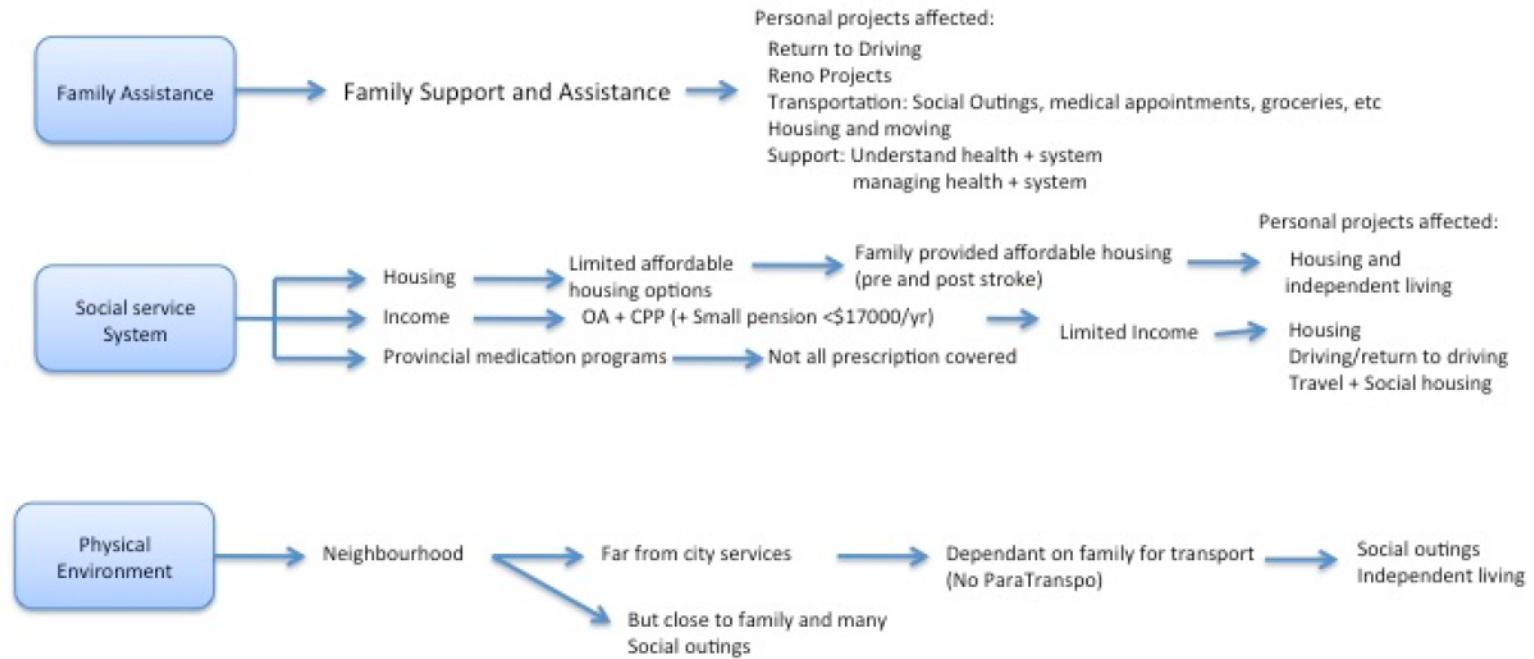 Personal projects affected:
Family Assistance
Family Support and Assistance
Return to Driving
Reno Projects
Transportation: Social Outings, medical appointments, groceries, etc
Housing and moving
Support: Understand health + system
managing health + system
Personal projects affected:
Social service
System
Housing
Limited affordable
housing options
Family provided affordable housing
(pre and post stroke)
Housing and
independent living
Income
OA + CPP (+ Small pension <$17000/yr)
Limited Income
Housing
Driving/return to driving
Travel + Social housing
Provincial medication programs
Not all prescription covered
Physical
Environment
Neighbourhood
Far from city services
Dependant on family for transport
(No ParaTranspo)
Social outings
Independent living
But close to family and many
Social outings